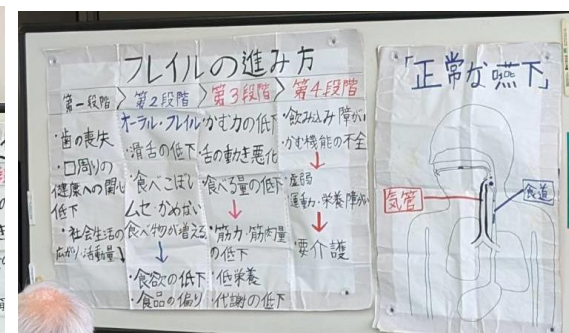 フレイルの進み方
第一段階
・歯の喪失
・口周りの
健康への関心
低下
・社会生活の
広がり・活動量↓
第2段階
オーラル・フレイル
・滑舌の低下
・食べこぼし
ムセ・かめない
食べ物が増える
↓
・食欲の低下
・食品の偏り
第3段階
かむ力の低下
舌の動き悪化
食べる量の低下
↓
・筋力・筋肉量
の低下
・低栄養
・代謝の低下
第4段階
・飲み込み障がい
かむ機能の不全
↓
虚弱
運動・栄養障がい
↓
・要介護
「正常な嚥下」
気管
食道